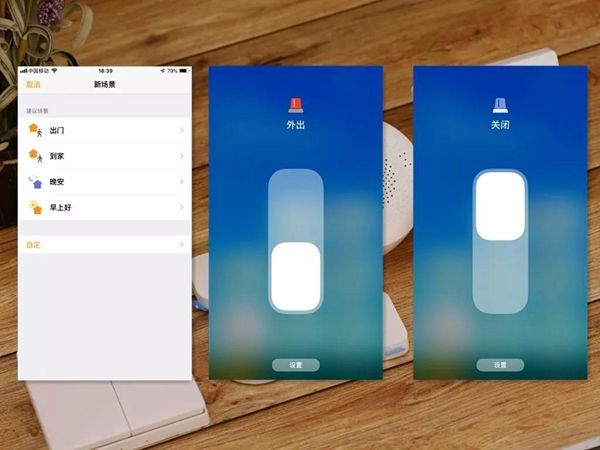 中国移动
16:39
79%
取消
新场景
建议场景
出门
到家
晚安
早上好
自定
外出
设置
关闭
设置